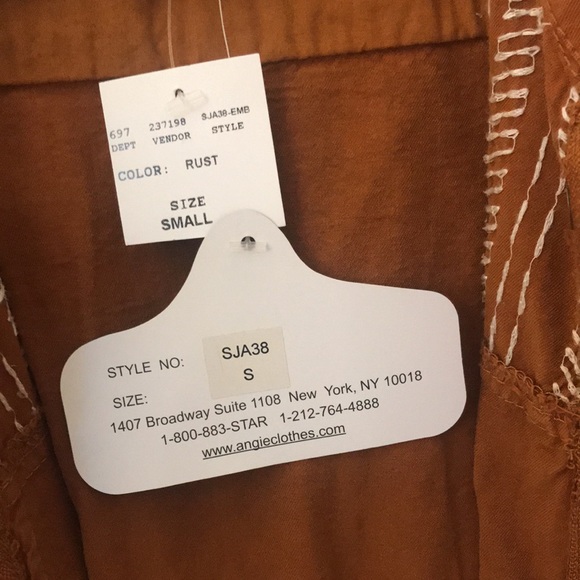 697 237198 SJA38-EMB
DEPT VENDOR STYLE
COLOR: RUST
SIZE
SMALL
STYLE NO: SJA38
SIZE: S
1407 Broadway Suite 1108 New York, NY 10018
1-800-883-STAR 1-212-764-4888
www.angieclothes.com